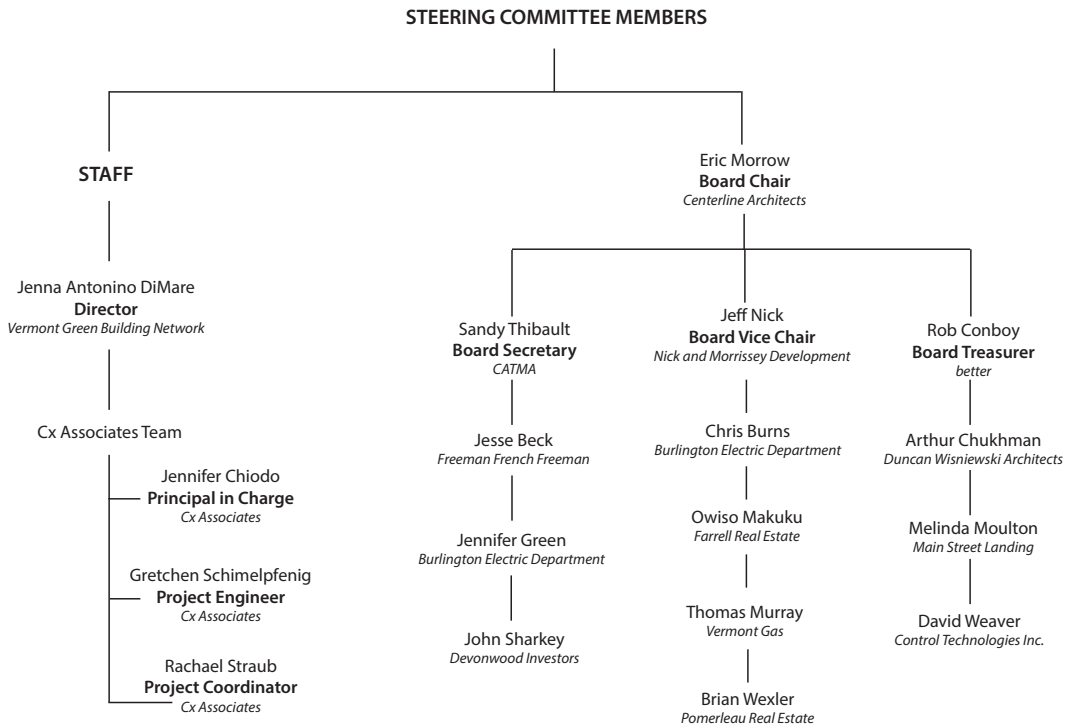 STEERING COMMITTEE MEMBERS
STAFF
Jenna Antonino DiMare
Director
Vermont Green Building Network
Cx Associates Team
Jennifer Chiodo
Principal in Charge
Cx Associates
Gretchen Schimelpfenig
Project Engineer
Cx Associates
Rachael Straub
Project Coordinator
Cx Associates
Eric Morrow
Board Chair
Centerline Architects
Sandy Thibault
Board Secretary
CATMA
Jesse Beck
Freeman French Freeman
Jennifer Green
Burlington Electric Department
John Sharkey
Devonwood Investors
Jeff Nick
Board Vice Chair
Nick and Morrissey Development
Chris Burns
Burlington Electric Department
Owiso Makuku
Farrell Real Estate
Thomas Murray
Vermont Gas
Brian Wexler
Pomerleau Real Estate
Rob Conboy
Board Treasurer
better
Arthur Chukhman
Duncan Wisniewski Architects
Melinda Moulton
Main Street Landing
David Weaver
Control Technologies Inc.